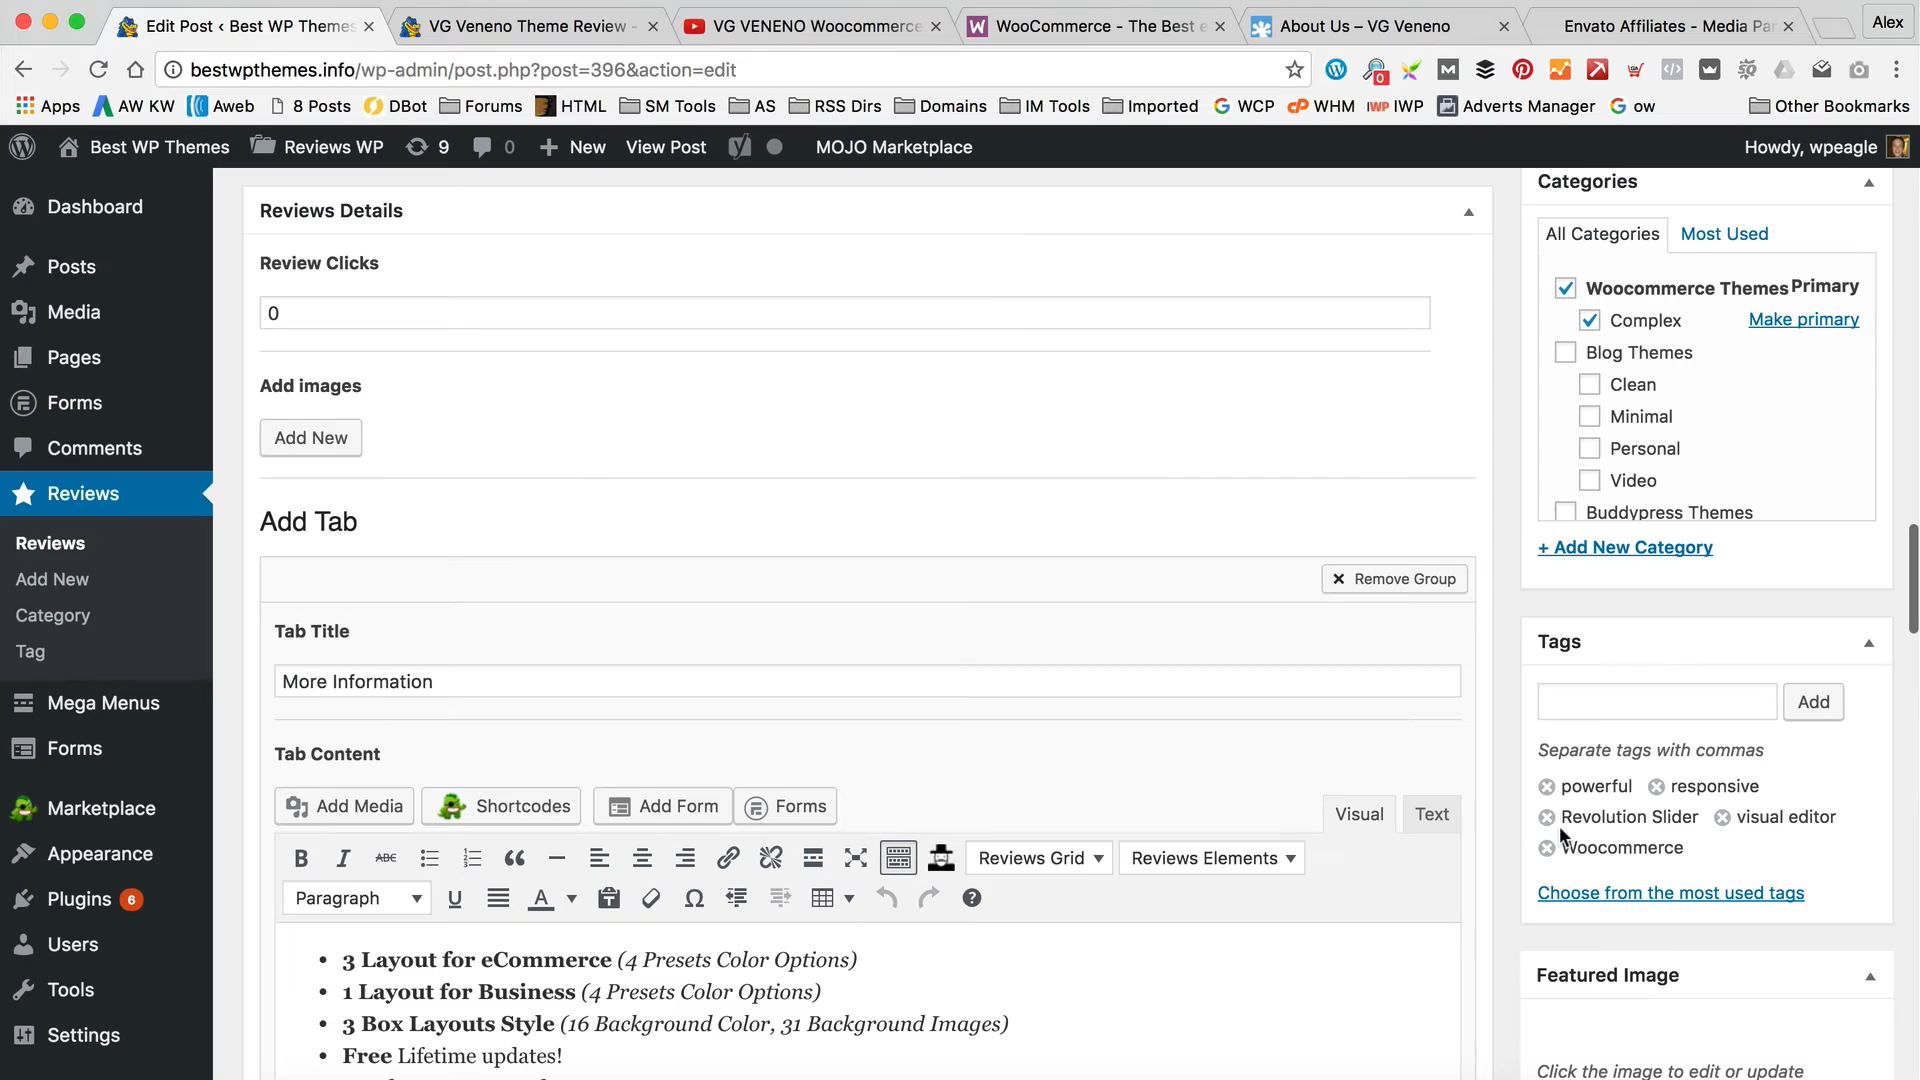 Edit Post ‹ Best WP Themes
VG Veneno Theme Review -
VG VENENO Woocommerce
WooCommerce - The Best e
About Us – VG Veneno
Envato Affiliates - Media Par
Alex
bestwpthemes.info/wp-admin/post.php?post=396&action=edit
Apps
AW KW
Aweb
8 Posts
DBot
Forums
HTML
SM Tools
AS
RSS Dirs
Domains
IM Tools
Imported
WCP
WHM
IWP
Adverts Manager
ow
Other Bookmarks
Best WP Themes
Reviews WP
9
0
New
View Post
MOJO Marketplace
Howdy, wpeagle
Dashboard
Posts
Media
Pages
Forms
Comments
Reviews
Reviews
Add New
Category
Tag
Mega Menus
Forms
Marketplace
Appearance
Plugins 6
Users
Tools
Settings
Reviews Details
Review Clicks
0
Add images
Add New
Add Tab
Remove Group
Tab Title
More Information
Tab Content
Add Media
Shortcodes
Add Form
Forms
Visual
Text
B I ABC
Reviews Grid
Reviews Elements
Paragraph
U
A
Ω
3 Layout for eCommerce (4 Presets Color Options)
1 Layout for Business (4 Presets Color Options)
3 Box Layouts Style (16 Background Color, 31 Background Images)
Free Lifetime updates!
Categories
All Categories
Most Used
Woocommerce Themes Primary
Complex
Make primary
Blog Themes
Clean
Minimal
Personal
Video
Buddypress Themes
+ Add New Category
Tags
Add
Separate tags with commas
powerful
responsive
Revolution Slider
visual editor
Woocommerce
Choose from the most used tags
Featured Image
Click the image to edit or update